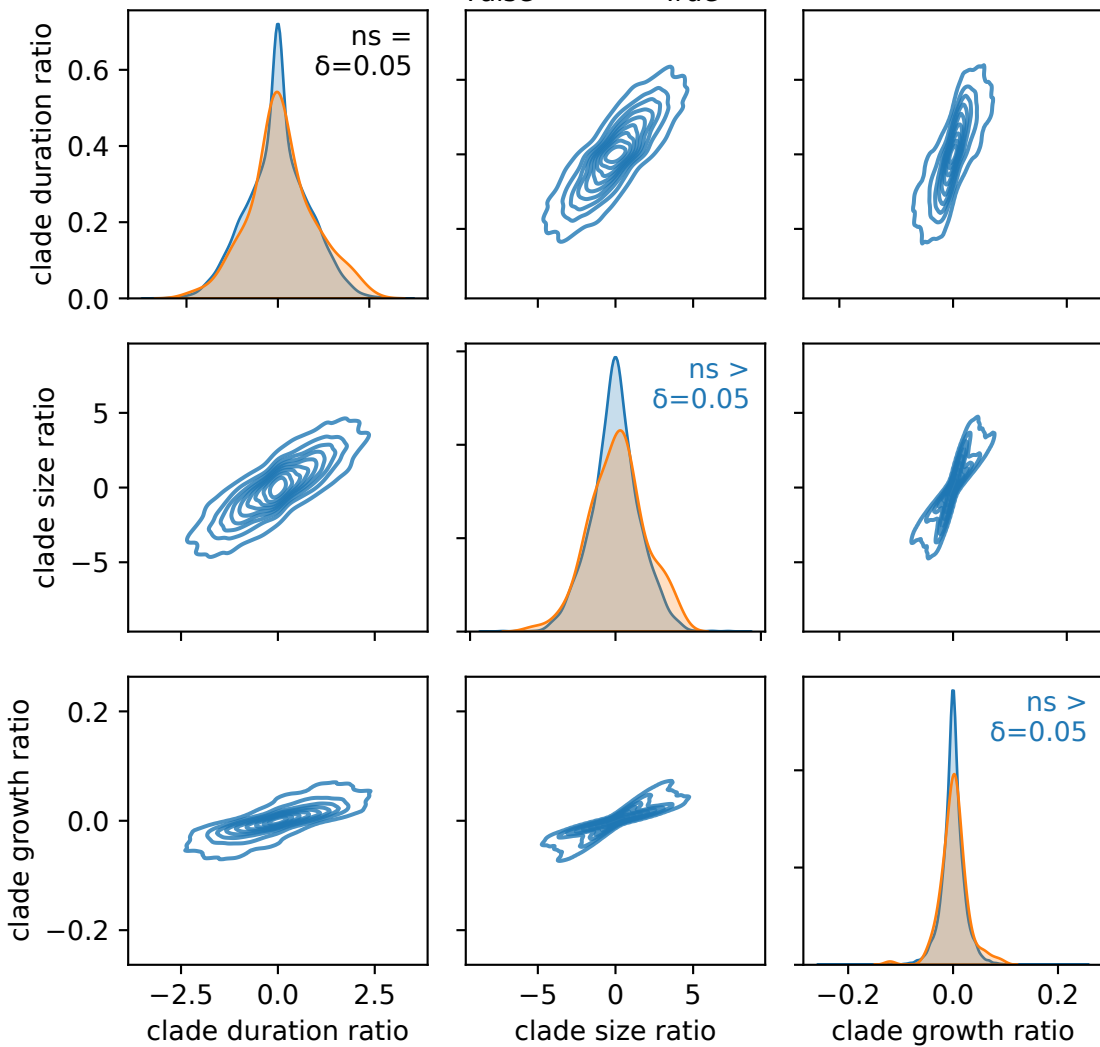 clade duration ratio
0.6
0.4
0.2
0.0
ns =
δ=0.05
clade size ratio
5
0
−5
ns >
δ=0.05
clade growth ratio
0.2
0.0
−0.2
ns >
δ=0.05
−2.5 0.0 2.5
−5 0 5
−0.2 0.0 0.2
clade duration ratio
clade size ratio
clade growth ratio